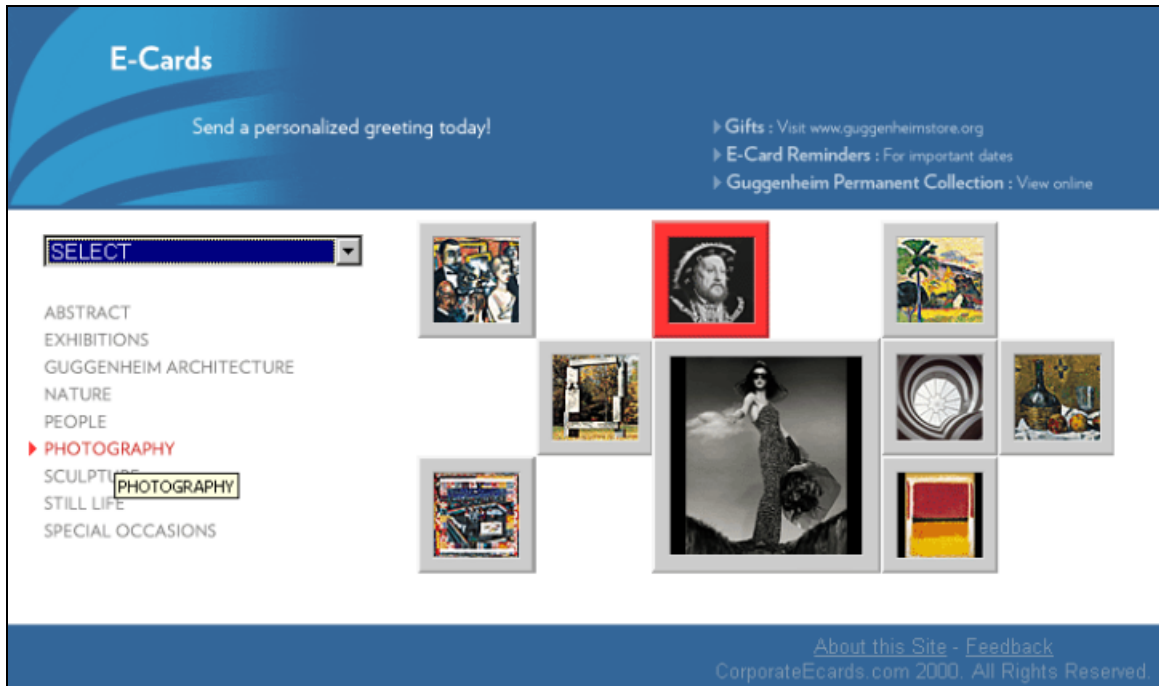 E-Cards
Send a personalized greeting today!
Gifts : Visit www.guggenheimstore.org
E-Card Reminders : For important dates
Guggenheim Permanent Collection : View online
SELECT
ABSTRACT
EXHIBITIONS
GUGGENHEIM ARCHITECTURE
NATURE
PEOPLE
PHOTOGRAPHY
SCULPTURE
PHOTOGRAPHY
STILL LIFE
SPECIAL OCCASIONS
About this Site - Feedback
CorporateEcards.com 2000. All Rights Reserved.